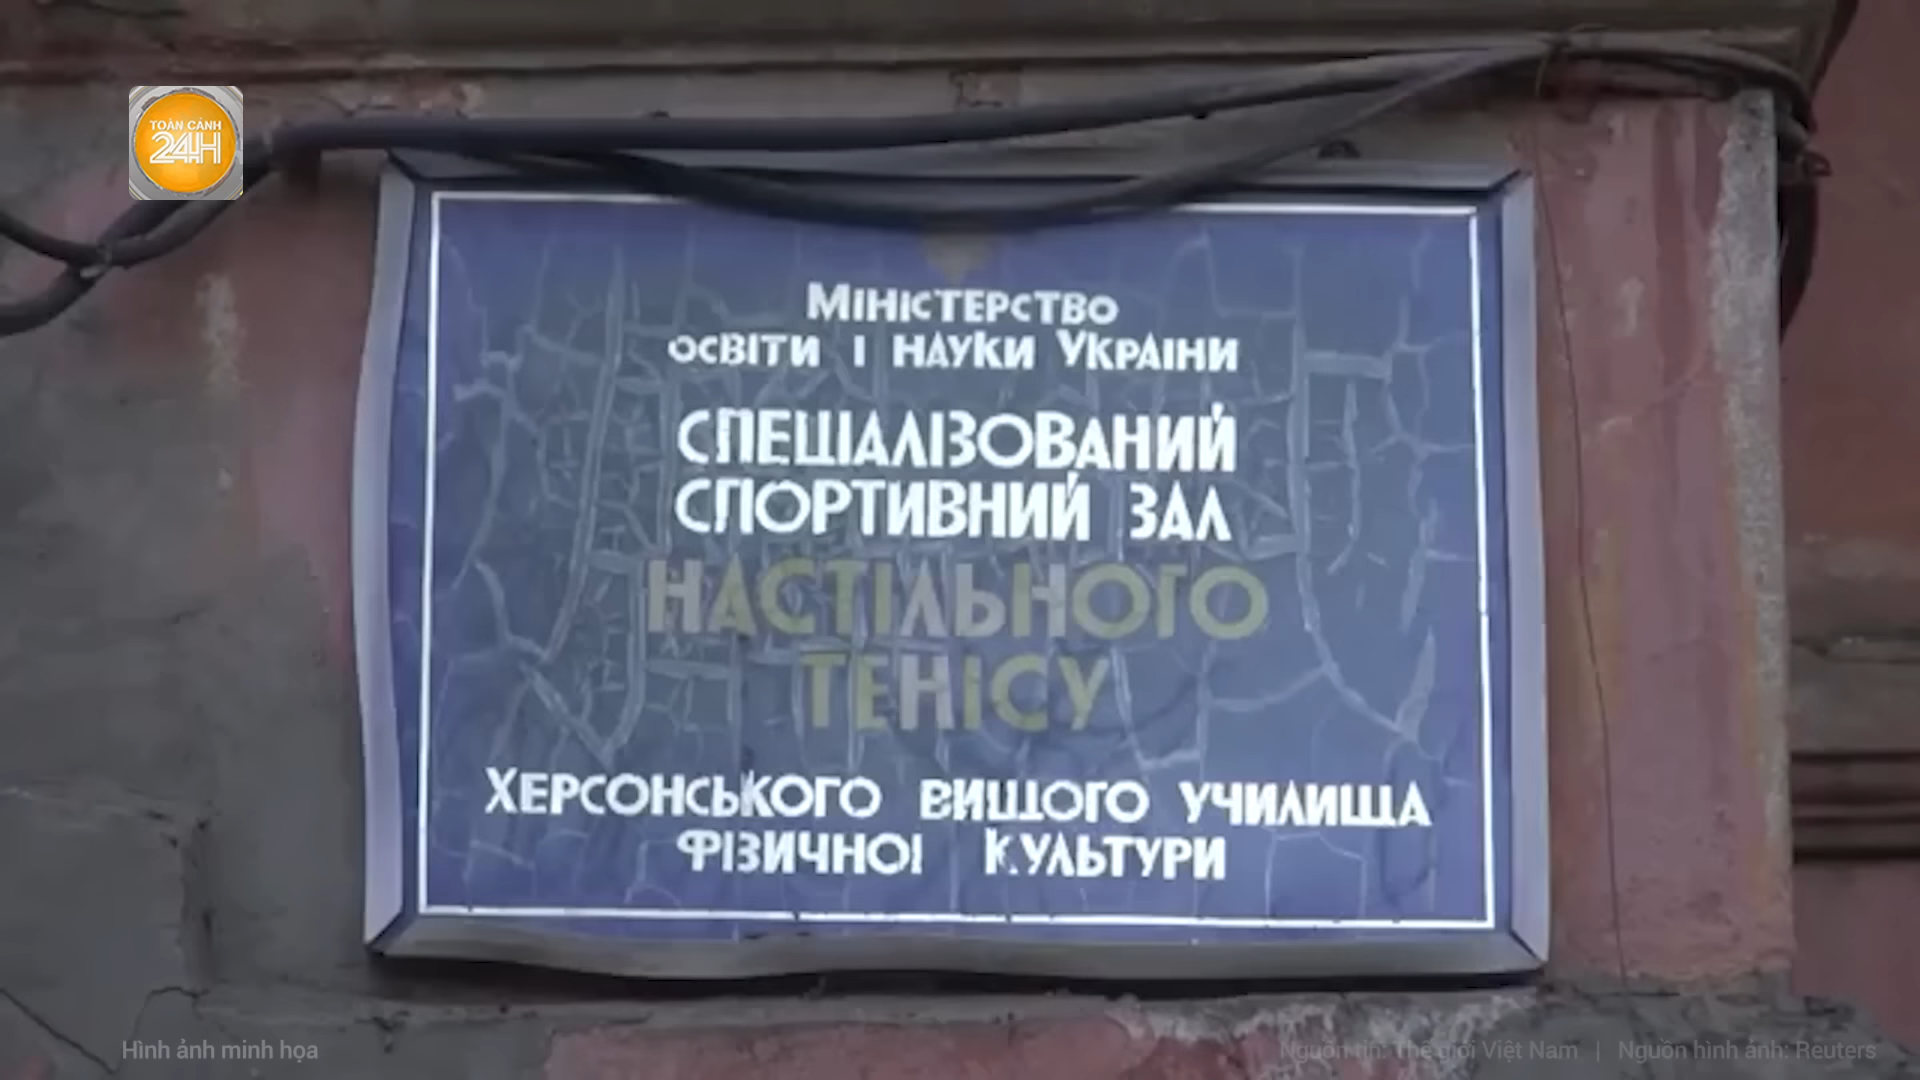 TOÀN CẢNH
24H
МІНІСТЕРСТВО
ОСВІТИ І НАУКИ УКРАЇНИ
СПЕЦІАЛІЗОВАНИЙ
СПОРТИВНИЙ ЗАЛ
НАСТІЛЬНОГО
ТЕНІСУ
ХЕРСОНСЬКОГО ВИЩОГО УЧИЛИЩА
ФІЗИЧНОЇ КУЛЬТУРИ
Hình ảnh minh họa
Nguồn tin: Thế giới Việt Nam | Nguồn hình ảnh: Reuters